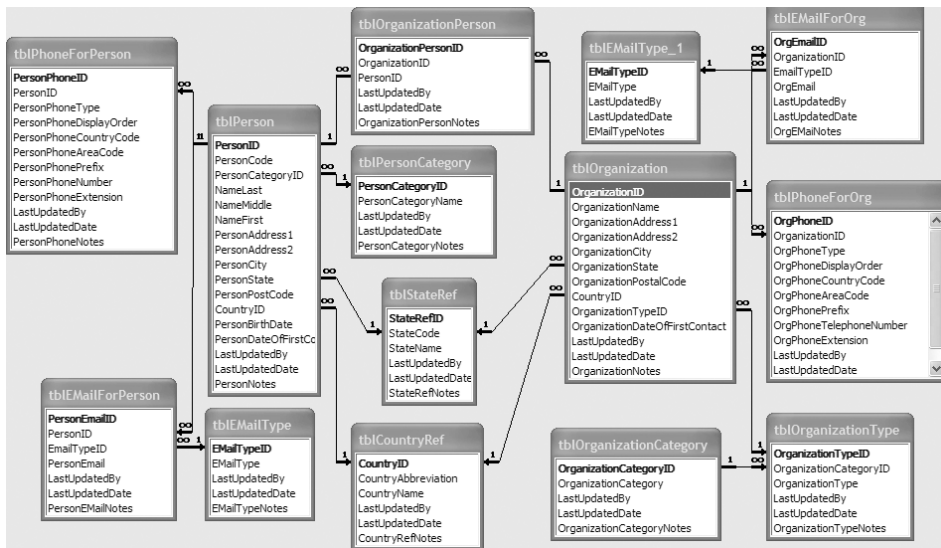 tblPhoneForPerson
PersonPhoneID
PersonID
PersonPhoneType
PersonPhoneDisplayOrder
PersonPhoneCountryCode
PersonPhoneAreaCode
PersonPhonePrefix
PersonPhoneNumber
PersonPhoneExtension
LastUpdatedBy
LastUpdatedDate
PersonPhoneNotes
tblPerson
PersonID
PersonCode
PersonCategoryID
NameLast
NameMiddle
NameFirst
PersonAddress1
PersonAddress2
PersonCity
PersonState
PersonPostCode
CountryID
PersonBirthDate
PersonDateOfFirstCo
LastUpdatedBy
LastUpdatedDate
PersonNotes
tblOrganizationPerson
OrganizationPersonID
OrganizationID
PersonID
LastUpdatedBy
LastUpdatedDate
OrganizationPersonNotes
tblPersonCategory
PersonCategoryID
PersonCategoryName
LastUpdatedBy
LastUpdatedDate
PersonCategoryNotes
tblStateRef
StateRefID
StateCode
StateName
LastUpdatedBy
LastUpdatedDate
StateRefNotes
tblCountryRef
CountryID
CountryAbbreviation
CountryName
LastUpdatedBy
LastUpdatedDate
CountryRefNotes
tblEMailForPerson
PersonEmailID
PersonID
EmailTypeID
PersonEmail
LastUpdatedBy
LastUpdatedDate
PersonEMailNotes
tblEMailType
EMailTypeID
EMailType
LastUpdatedBy
LastUpdatedDate
EMailTypeNotes
tblEMailType_1
EMailTypeID
EMailType
LastUpdatedBy
LastUpdatedDate
EMailTypeNotes
tblEMailForOrg
OrgEmailID
OrganizationID
EmailTypeID
OrgEmail
LastUpdatedBy
LastUpdatedDate
OrgEMaiNotes
tblOrganization
OrganizationID
OrganizationName
OrganizationAddress1
OrganizationAddress2
OrganizationCity
OrganizationState
OrganizationPostalCode
CountryID
OrganizationTypeID
OrganizationDateOfFirstContact
LastUpdatedBy
LastUpdatedDate
OrganizationNotes
tblPhoneForOrg
OrgPhoneID
OrganizationID
OrgPhoneType
OrgPhoneDisplayOrder
OrgPhoneCountryCode
OrgPhoneAreaCode
OrgPhonePrefix
OrgPhoneTelephoneNumber
OrgPhoneExtension
LastUpdatedBy
LastUpdatedDate
tblOrganizationCategory
OrganizationCategoryID
OrganizationCategory
LastUpdatedBy
LastUpdatedDate
OrganizationCategoryNotes
tblOrganizationType
OrganizationTypeID
OrganizationCategoryID
OrganizationType
LastUpdatedBy
LastUpdatedDate
OrganizationTypeNotes